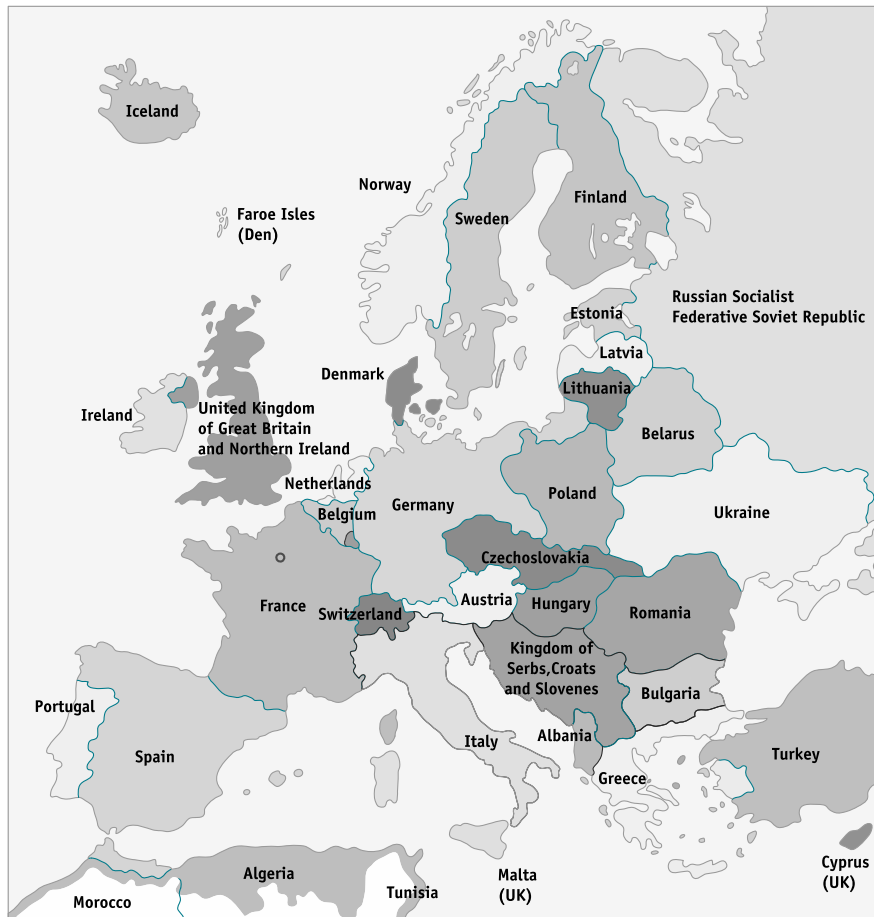 Iceland
Norway
Finland
Faroe Isles
(Den)
Sweden
Russian Socialist
Federative Soviet Republic
Estonia
Latvia
Denmark
Lithuania
Ireland
United Kingdom
of Great Britain
and Northern Ireland
Belarus
Netherlands
Germany
Poland
Belgium
Ukraine
Czechoslovakia
France
Switzerland
Austria
Hungary
Romania
Kingdom of
Serbs,Croats
and Slovenes
Bulgaria
Portugal
Spain
Italy
Albania
Turkey
Greece
Algeria
Tunisia
Morocco
Malta
(UK)
Cyprus
(UK)